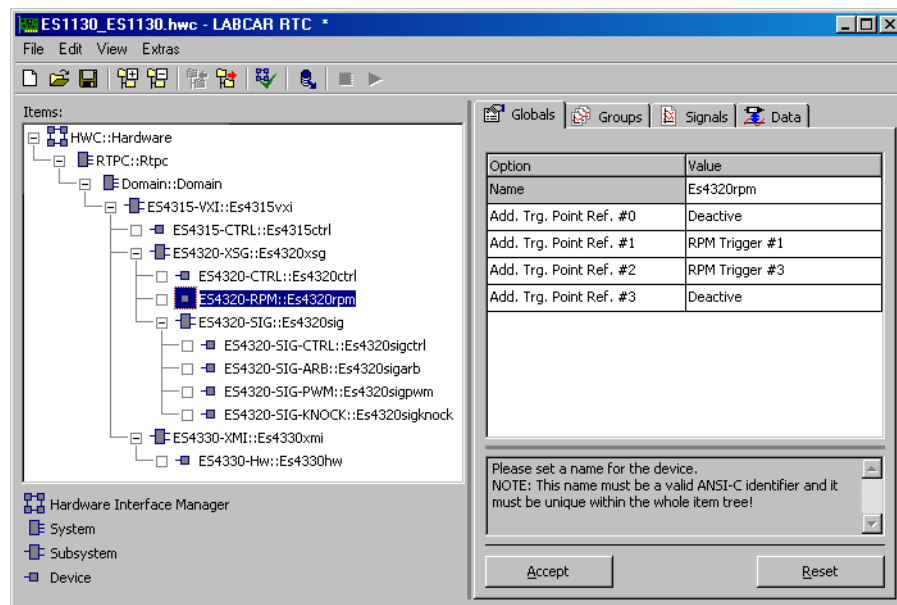 ES1130_ES1130.hwc - LABCAR RTC *
File Edit View Extras
Items:
HWC::Hardware
RTPC::Rtpc
Domain::Domain
ES4315-VXI::Es4315vxi
ES4315-CTRL::Es4315ctrl
ES4320-XSG::Es4320xsg
ES4320-CTRL::Es4320ctrl
ES4320-RPM::Es4320rpm
ES4320-SIG::Es4320sig
ES4320-SIG-CTRL::Es4320sigctrl
ES4320-SIG-ARB::Es4320sigarb
ES4320-SIG-PWM::Es4320sigpwm
ES4320-SIG-KNOCK::Es4320sigknock
ES4330-XMI::Es4330xmi
ES4330-Hw::Es4330hw
Hardware Interface Manager
System
Subsystem
Device
Globals Groups Signals Data
Option Value
Name Es4320rpm
Add. Trg. Point Ref. #0 Deactive
Add. Trg. Point Ref. #1 RPM Trigger #1
Add. Trg. Point Ref. #2 RPM Trigger #3
Add. Trg. Point Ref. #3 Deactive
Please set a name for the device.
NOTE: This name must be a valid ANSI-C identifier and it
must be unique within the whole item tree!
Accept Reset